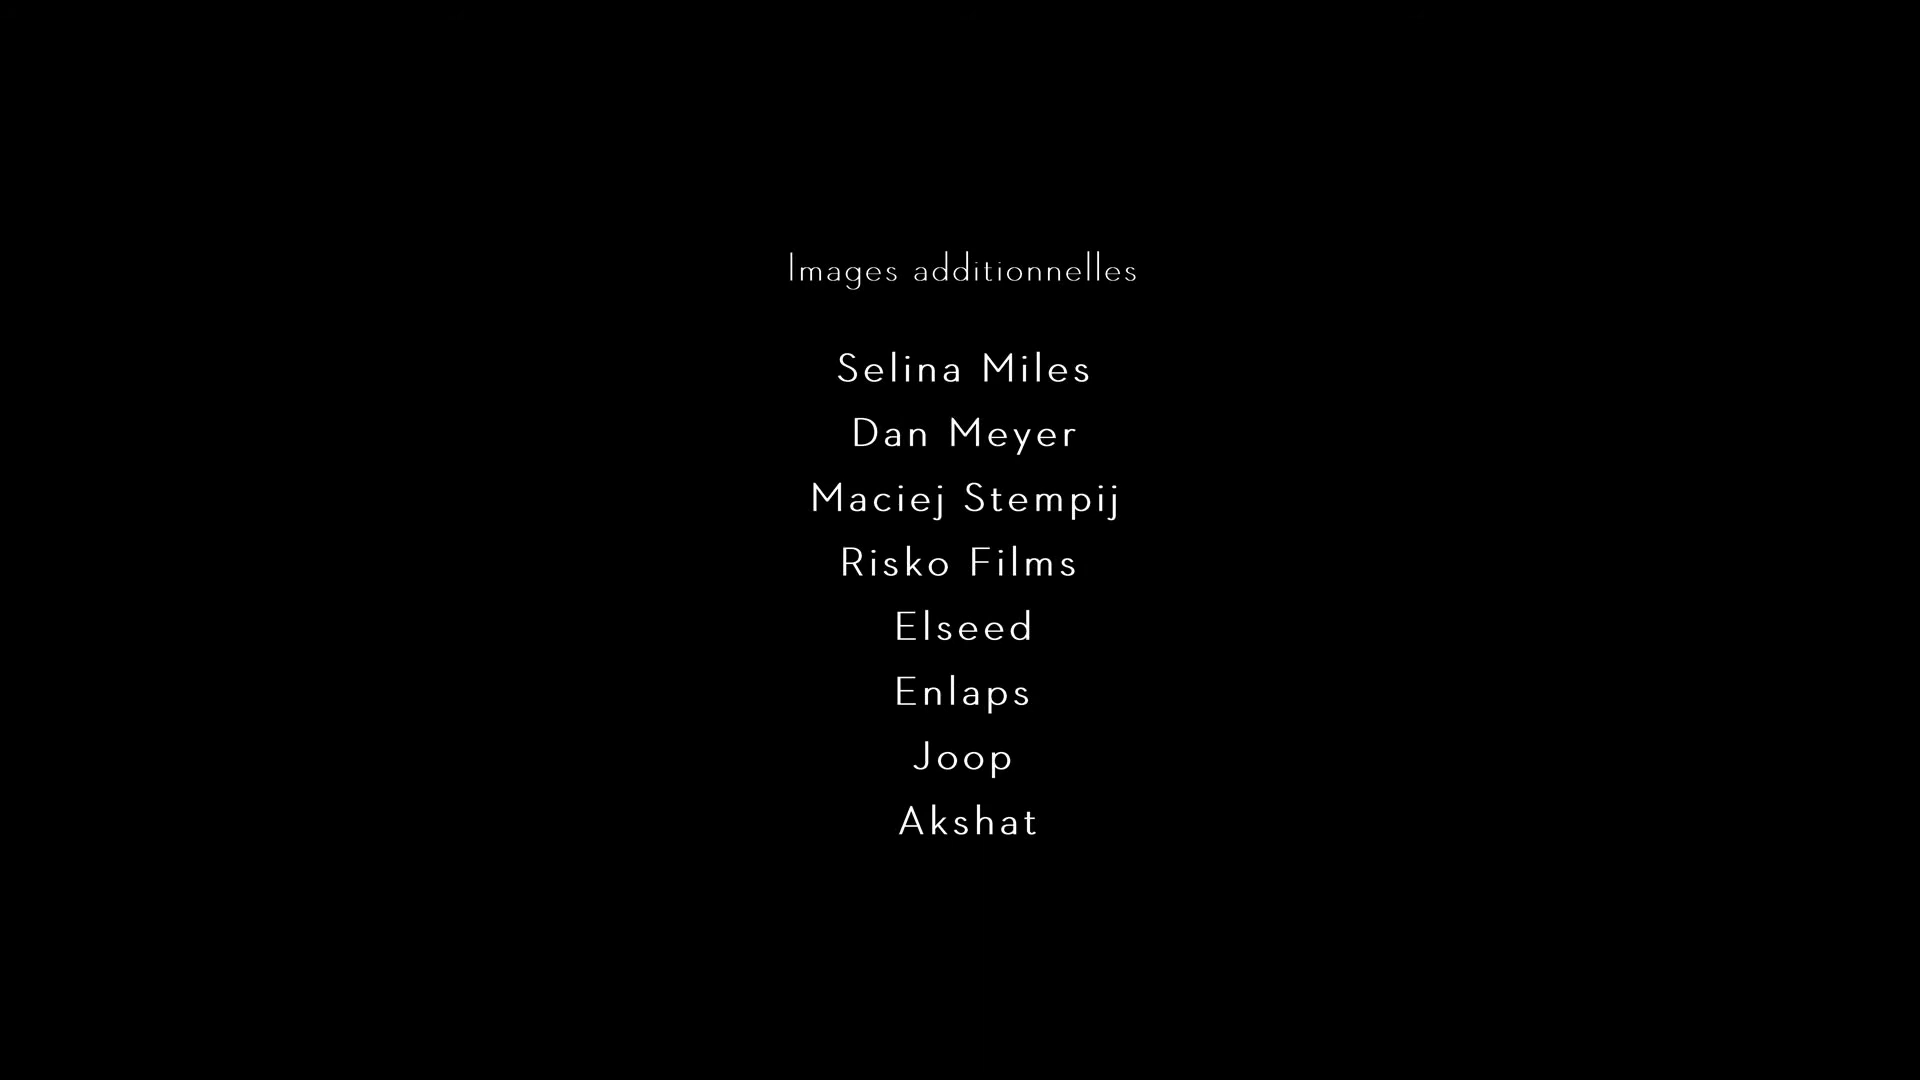 Images additionnelles
Selina Miles
Dan Meyer
Maciej Stempij
Risko Films
Elseed
Enlaps
Joop
Akshat